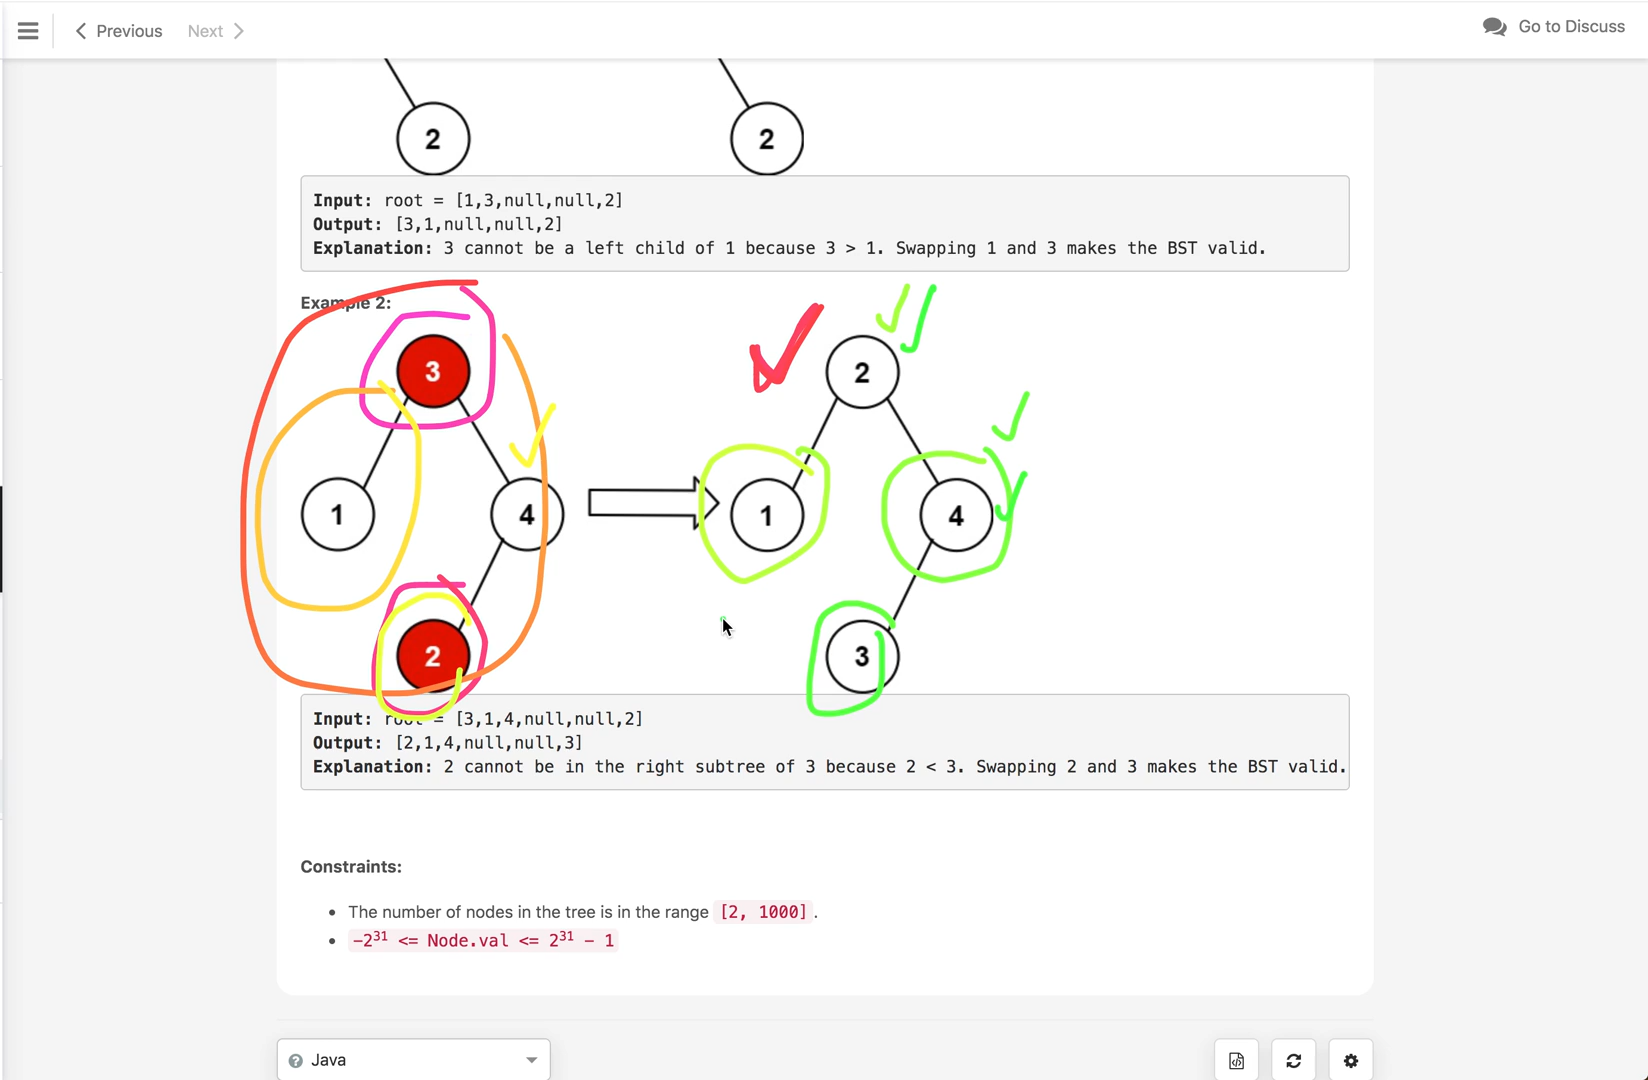 Previous Next Go to Discuss
2 2
Input: root = [1,3,null,null,2]
Output: [3,1,null,null,2]
Explanation: 3 cannot be a left child of 1 because 3 > 1. Swapping 1 and 3 makes the BST valid.
Example 2:
3 2
1 4 1 4
2 3
Input: root = [3,1,4,null,null,2]
Output: [2,1,4,null,null,3]
Explanation: 2 cannot be in the right subtree of 3 because 2 < 3. Swapping 2 and 3 makes the BST valid.
Constraints:
• The number of nodes in the tree is in the range [2, 1000] .
• -2³¹ <= Node.val <= 2³¹ - 1
? Java